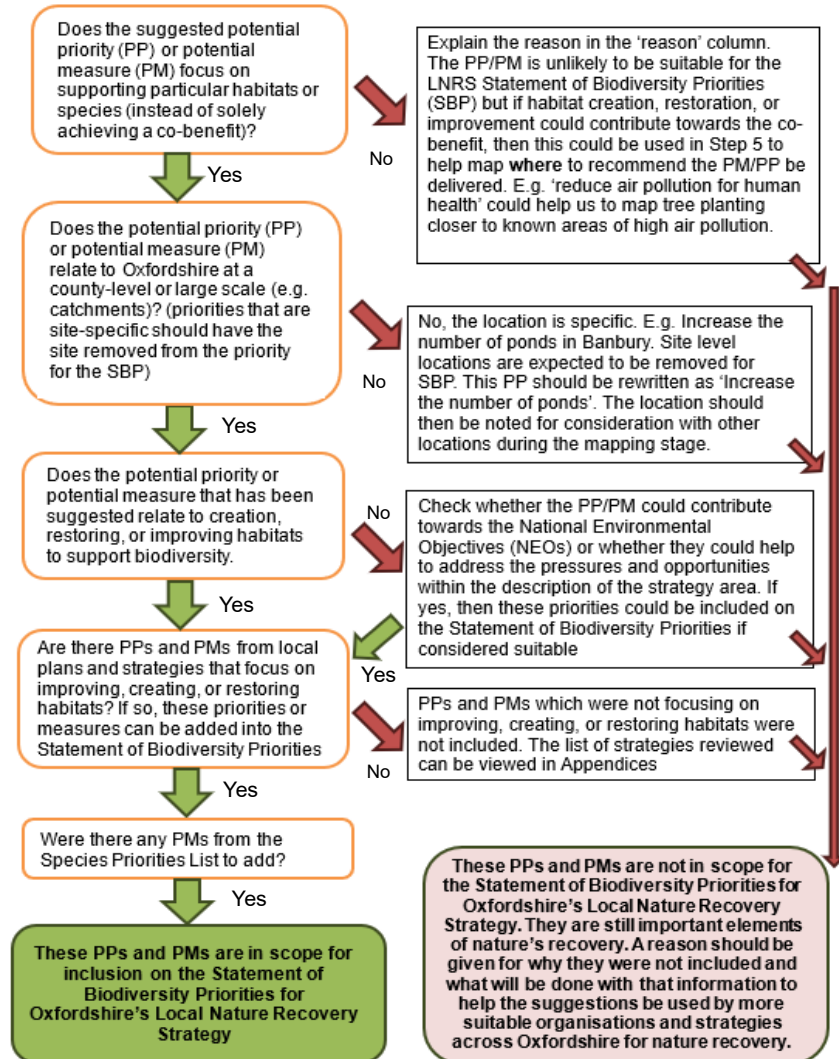 Does the suggested potential
priority (PP) or potential
measure (PM) focus on
supporting particular habitats or
species (instead of solely
achieving a co-benefit)?
Explain the reason in the ‘reason’ column.
The PP/PM is unlikely to be suitable for the
LNRS Statement of Biodiversity Priorities
(SBP) but if habitat creation, restoration, or
improvement could contribute towards the co-
benefit, then this could be used in Step 5 to
help map where to recommend the PM/PP be
delivered. E.g. ‘reduce air pollution for human
health’ could help us to map tree planting
closer to known areas of high air pollution.
No
Yes
Does the potential priority (PP)
or potential measure (PM)
relate to Oxfordshire at a
county-level or large scale (e.g.
catchments)? (priorities that are
site-specific should have the
site removed from the priority
for the SBP)
No, the location is specific. E.g. Increase the
number of ponds in Banbury. Site level
locations are expected to be removed for
SBP. This PP should be rewritten as ‘Increase
the number of ponds’. The location should
then be noted for consideration with other
locations during the mapping stage.
No
Yes
Does the potential priority or
potential measure that has been
suggested relate to creation,
restoring, or improving habitats
to support biodiversity.
No
Check whether the PP/PM could contribute
towards the National Environmental
Objectives (NEOs) or whether they could help
to address the pressures and opportunities
within the description of the strategy area. If
yes, then these priorities could be included on
the Statement of Biodiversity Priorities if
considered suitable
Yes
Yes
Are there PPs and PMs from local
plans and strategies that focus on
improving, creating, or restoring
habitats? If so, these priorities or
measures can be added into the
Statement of Biodiversity Priorities
PPs and PMs which were not focusing on
improving, creating, or restoring habitats were
not included. The list of strategies reviewed
can be viewed in Appendices
No
Yes
Were there any PMs from the
Species Priorities List to add?
Yes
These PPs and PMs are in scope for
inclusion on the Statement of
Biodiversity Priorities for
Oxfordshire’s Local Nature Recovery
Strategy
These PPs and PMs are not in scope for
the Statement of Biodiversity Priorities for
Oxfordshire’s Local Nature Recovery
Strategy. They are still important elements
of nature’s recovery. A reason should be
given for why they were not included and
what will be done with that information to
help the suggestions be used by more
suitable organisations and strategies
across Oxfordshire for nature recovery.